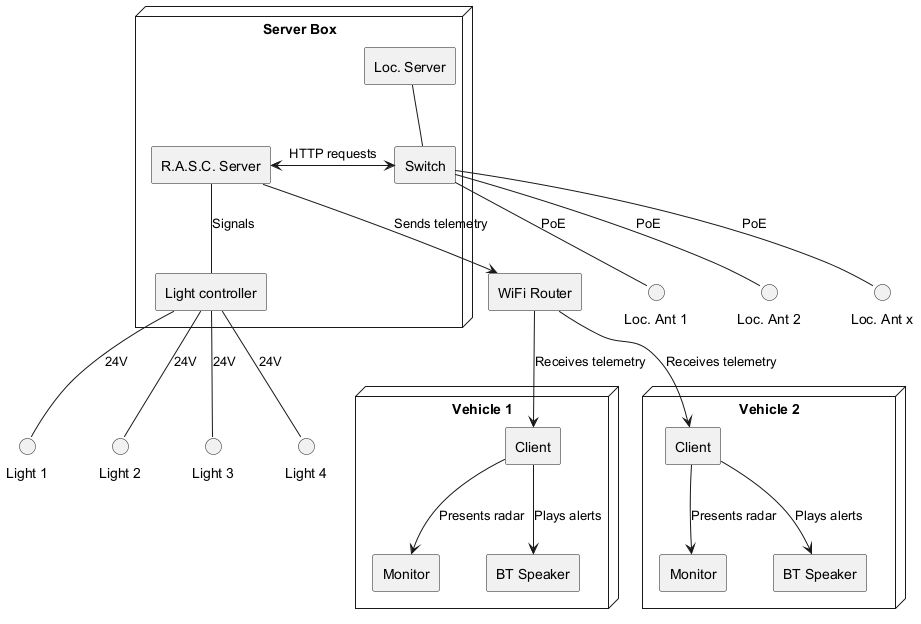 Server Box
Loc. Server
R.A.S.C. Server
HTTP requests
Switch
Signals
Sends telemetry
PoE
PoE
PoE
Light controller
WiFi Router
Loc. Ant 1
Loc. Ant 2
Loc. Ant x
24V
24V
24V
24V
Receives telemetry
Receives telemetry
Vehicle 1
Vehicle 2
Client
Client
Light 1
Light 2
Light 3
Light 4
Presents radar
Plays alerts
Presents radar
Plays alerts
Monitor
BT Speaker
Monitor
BT Speaker